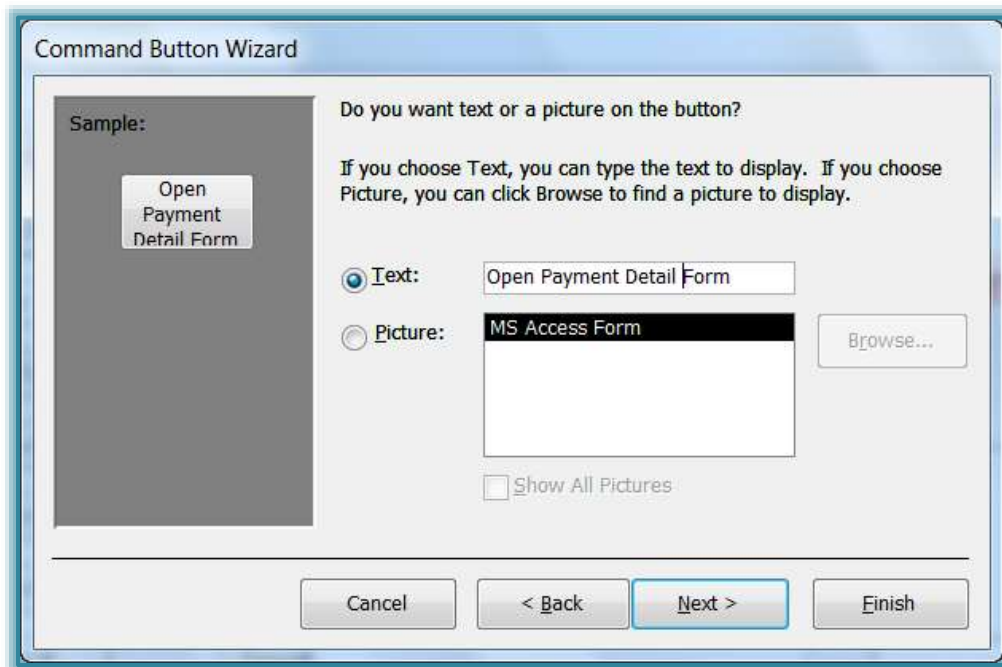 Command Button Wizard
Sample:
Open
Payment
Detail Form
Do you want text or a picture on the button?
If you choose Text, you can type the text to display. If you choose
Picture, you can click Browse to find a picture to display.
Text: Open Payment Detail Form
Picture: MS Access Form
Browse...
Show All Pictures
Cancel < Back Next > Finish